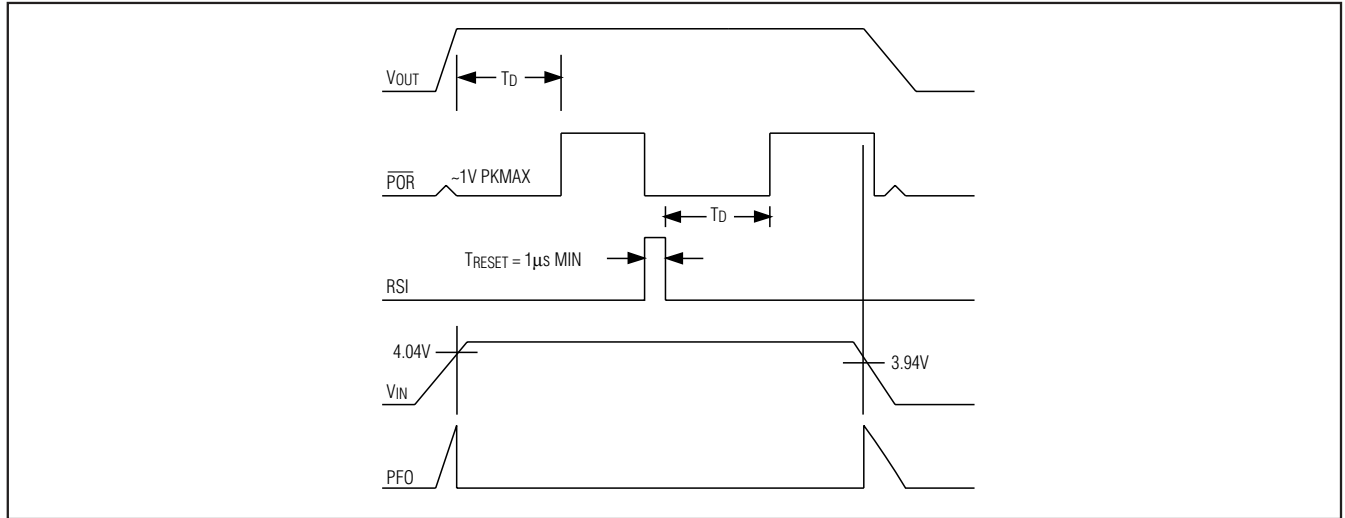 VOUT
TD
POR
~1V PKMAX
TD
TRESET = 1µs MIN
RSI
4.04V
3.94V
VIN
PFO